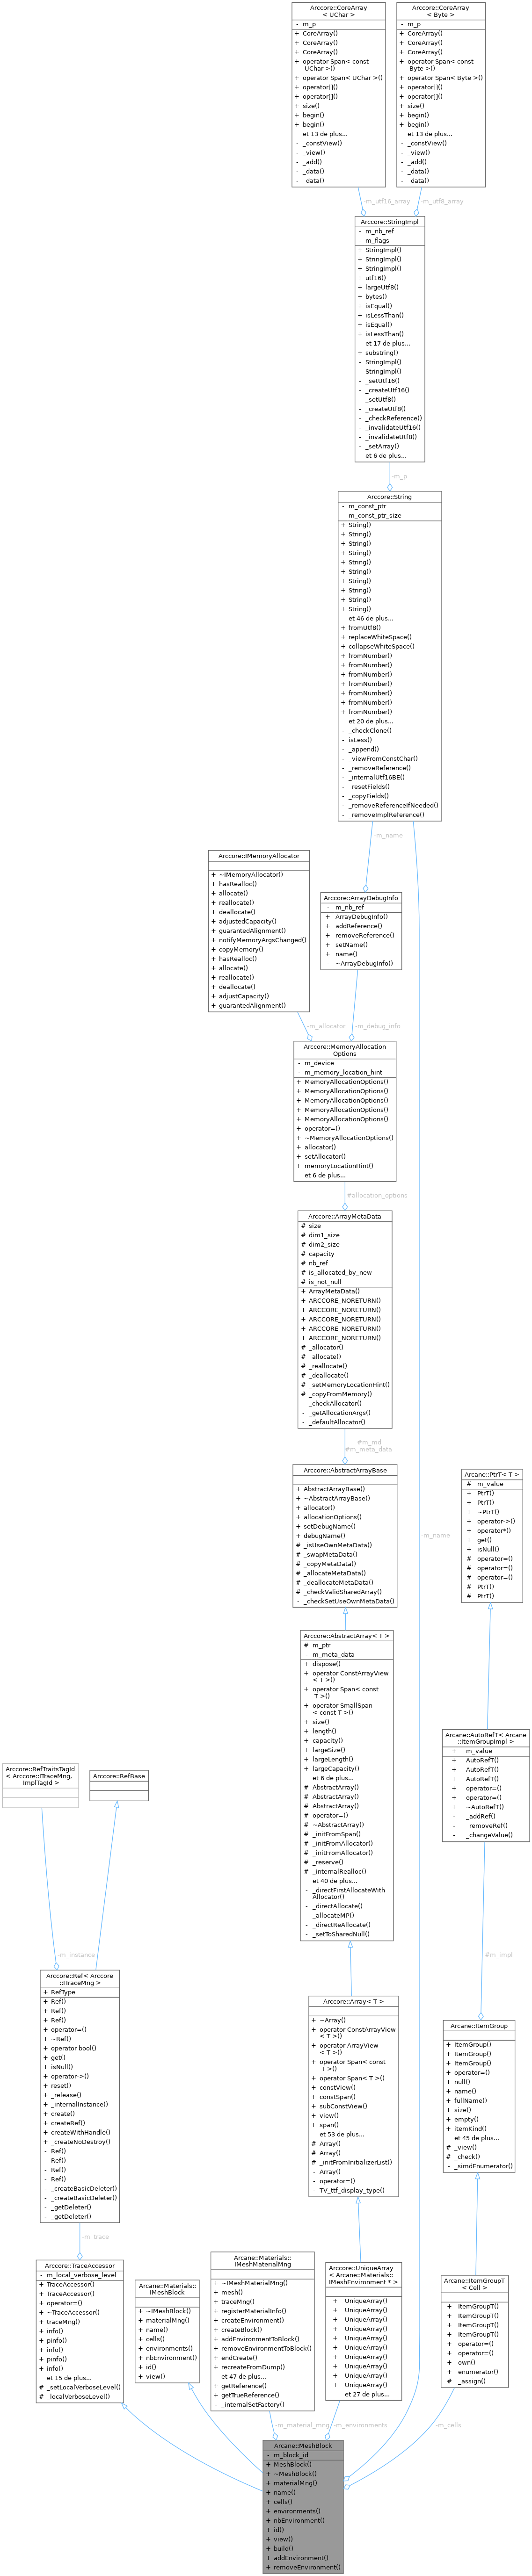 Arccore::CoreArray
< UChar >
- m_p
+ CoreArray()
+ CoreArray()
+ CoreArray()
+ operator Span< const
UChar >()
+ operator Span< UChar >()
+ operator[]()
+ operator[]()
+ size()
+ begin()
+ begin()
et 13 de plus...
- _constView()
- _view()
- _add()
- _data()
- _data()
Arccore::CoreArray
< Byte >
- m_p
+ CoreArray()
+ CoreArray()
+ CoreArray()
+ operator Span< const
Byte >()
+ operator Span< Byte >()
+ operator[]()
+ operator[]()
+ size()
+ begin()
+ begin()
et 13 de plus...
- _constView()
- _view()
- _add()
- _data()
- _data()
-m_utf16_array
-m_utf8_array
Arccore::StringImpl
- m_nb_ref
- m_flags
+ StringImpl()
+ StringImpl()
+ StringImpl()
+ utf16()
+ largeUtf8()
+ bytes()
+ isEqual()
+ isLessThan()
+ isEqual()
+ isLessThan()
et 17 de plus...
+ substring()
- StringImpl()
- StringImpl()
- _setUtf16()
- _createUtf16()
- _setUtf8()
- _createUtf8()
- _checkReference()
- _invalidateUtf16()
- _invalidateUtf8()
- _setArray()
et 6 de plus...
-m_p
Arccore::String
- m_const_ptr
- m_const_ptr_size
+ String()
+ String()
+ String()
+ String()
+ String()
+ String()
+ String()
+ String()
+ String()
+ String()
et 46 de plus...
+ fromUtf8()
+ replaceWhiteSpace()
+ collapseWhiteSpace()
+ fromNumber()
+ fromNumber()
+ fromNumber()
+ fromNumber()
+ fromNumber()
+ fromNumber()
+ fromNumber()
et 20 de plus...
- _checkClone()
- isLess()
- _append()
- _viewFromConstChar()
- _removeReference()
- _internalUtf16BE()
- _resetFields()
- _copyFields()
- _removeReferenceIfNeeded()
- _removeImplReference()
-m_name
Arccore::IMemoryAllocator
+ ~IMemoryAllocator()
+ hasRealloc()
+ allocate()
+ reallocate()
+ deallocate()
+ adjustedCapacity()
+ guarantedAlignment()
+ notifyMemoryArgsChanged()
+ copyMemory()
+ hasRealloc()
+ allocate()
+ reallocate()
+ deallocate()
+ adjustCapacity()
+ guarantedAlignment()
Arccore::ArrayDebugInfo
- m_nb_ref
+ ArrayDebugInfo()
+ addReference()
+ removeReference()
+ setName()
+ name()
- ~ArrayDebugInfo()
-m_allocator
-m_debug_info
Arccore::MemoryAllocation
Options
- m_device
- m_memory_location_hint
+ MemoryAllocationOptions()
+ MemoryAllocationOptions()
+ MemoryAllocationOptions()
+ MemoryAllocationOptions()
+ MemoryAllocationOptions()
+ operator=()
+ ~MemoryAllocationOptions()
+ allocator()
+ setAllocator()
+ memoryLocationHint()
et 6 de plus...
#allocation_options
Arccore::ArrayMetaData
# size
# dim1_size
# dim2_size
# capacity
# nb_ref
# is_allocated_by_new
# is_not_null
+ ArrayMetaData()
+ ARCCORE_NORETURN()
+ ARCCORE_NORETURN()
+ ARCCORE_NORETURN()
+ ARCCORE_NORETURN()
+ ARCCORE_NORETURN()
# _allocator()
# _allocate()
# _reallocate()
# _deallocate()
# _setMemoryLocationHint()
# _copyFromMemory()
- _checkAllocator()
- _getAllocationArgs()
- _defaultAllocator()
#m_md
#m_meta_data
Arccore::AbstractArrayBase
+ AbstractArrayBase()
+ ~AbstractArrayBase()
+ allocator()
+ allocationOptions()
+ setDebugName()
+ debugName()
# _isUseOwnMetaData()
# _swapMetaData()
# _copyMetaData()
# _allocateMetaData()
# _deallocateMetaData()
# _checkValidSharedArray()
- _checkSetUseOwnMetaData()
-m_name
Arcane::PtrT< T >
# m_value
+ PtrT()
+ PtrT()
+ ~PtrT()
+ operator->()
+ operator*()
+ get()
+ isNull()
# operator=()
# operator=()
# operator=()
# PtrT()
# PtrT()
Arccore::AbstractArray< T >
# m_ptr
- m_meta_data
+ dispose()
+ operator ConstArrayView
< T >()
+ operator Span< const
T >()
+ operator SmallSpan
< const T >()
+ size()
+ length()
+ capacity()
+ largeSize()
+ largeLength()
+ largeCapacity()
et 6 de plus...
# AbstractArray()
# AbstractArray()
# AbstractArray()
# operator=()
# ~AbstractArray()
# _initFromSpan()
# _initFromAllocator()
# _initFromAllocator()
# _reserve()
# _internalRealloc()
et 40 de plus...
- _directFirstAllocateWith
Allocator()
- _directAllocate()
- _allocateMP()
- _directReAllocate()
- _setToSharedNull()
Arcane::AutoRefT< Arcane
::ItemGroupImpl >
+ m_value
+ AutoRefT()
+ AutoRefT()
+ AutoRefT()
+ operator=()
+ operator=()
+ ~AutoRefT()
- _addRef()
- _removeRef()
- _changeValue()
Arccore::RefTraitsTagId
< Arccore::ITraceMng,
ImplTagId >
Arccore::RefBase
-m_instance
#m_impl
Arccore::Ref< Arccore
::ITraceMng >
+ RefType
+ Ref()
+ Ref()
+ Ref()
+ operator=()
+ ~Ref()
+ operator bool()
+ get()
+ isNull()
+ operator->()
+ reset()
+ _release()
+ _internalInstance()
+ create()
+ createRef()
+ createWithHandle()
+ _createNoDestroy()
- Ref()
- Ref()
- Ref()
- Ref()
- _createBasicDeleter()
- _createBasicDeleter()
- _getDeleter()
- _getDeleter()
Arccore::Array< T >
+ ~Array()
+ operator ConstArrayView
< T >()
+ operator ArrayView
< T >()
+ operator Span< const
T >()
+ operator Span< T >()
+ constView()
+ constSpan()
+ subConstView()
+ view()
+ span()
et 53 de plus...
# Array()
# Array()
# _initFromInitializerList()
- Array()
- operator=()
- TV_ttf_display_type()
Arcane::ItemGroup
+ ItemGroup()
+ ItemGroup()
+ ItemGroup()
+ operator=()
+ null()
+ name()
+ fullName()
+ size()
+ empty()
+ itemKind()
et 45 de plus...
# _view()
# _check()
- _simdEnumerator()
-m_trace
Arccore::TraceAccessor
- m_local_verbose_level
+ TraceAccessor()
+ TraceAccessor()
+ operator=()
+ ~TraceAccessor()
+ traceMng()
+ info()
+ pinfo()
+ info()
+ pinfo()
+ info()
et 15 de plus...
# _setLocalVerboseLevel()
# _localVerboseLevel()
Arcane::Materials::
IMeshBlock
+ ~IMeshBlock()
+ materialMng()
+ name()
+ cells()
+ environments()
+ nbEnvironment()
+ id()
+ view()
Arcane::Materials::
IMeshMaterialMng
+ ~IMeshMaterialMng()
+ mesh()
+ traceMng()
+ registerMaterialInfo()
+ createEnvironment()
+ createBlock()
+ addEnvironmentToBlock()
+ removeEnvironmentToBlock()
+ endCreate()
+ recreateFromDump()
et 47 de plus...
+ getReference()
+ getTrueReference()
- _internalSetFactory()
Arccore::UniqueArray
< Arcane::Materials::
IMeshEnvironment * >
+ UniqueArray()
+ UniqueArray()
+ UniqueArray()
+ UniqueArray()
+ UniqueArray()
+ UniqueArray()
+ UniqueArray()
+ UniqueArray()
+ UniqueArray()
+ UniqueArray()
et 27 de plus...
Arcane::ItemGroupT
< Cell >
+ ItemGroupT()
+ ItemGroupT()
+ ItemGroupT()
+ ItemGroupT()
+ operator=()
+ operator=()
+ own()
+ enumerator()
# _assign()
-m_material_mng
-m_environments
-m_cells
Arcane::MeshBlock
- m_block_id
+ MeshBlock()
+ ~MeshBlock()
+ materialMng()
+ name()
+ cells()
+ environments()
+ nbEnvironment()
+ id()
+ view()
+ build()
+ addEnvironment()
+ removeEnvironment()